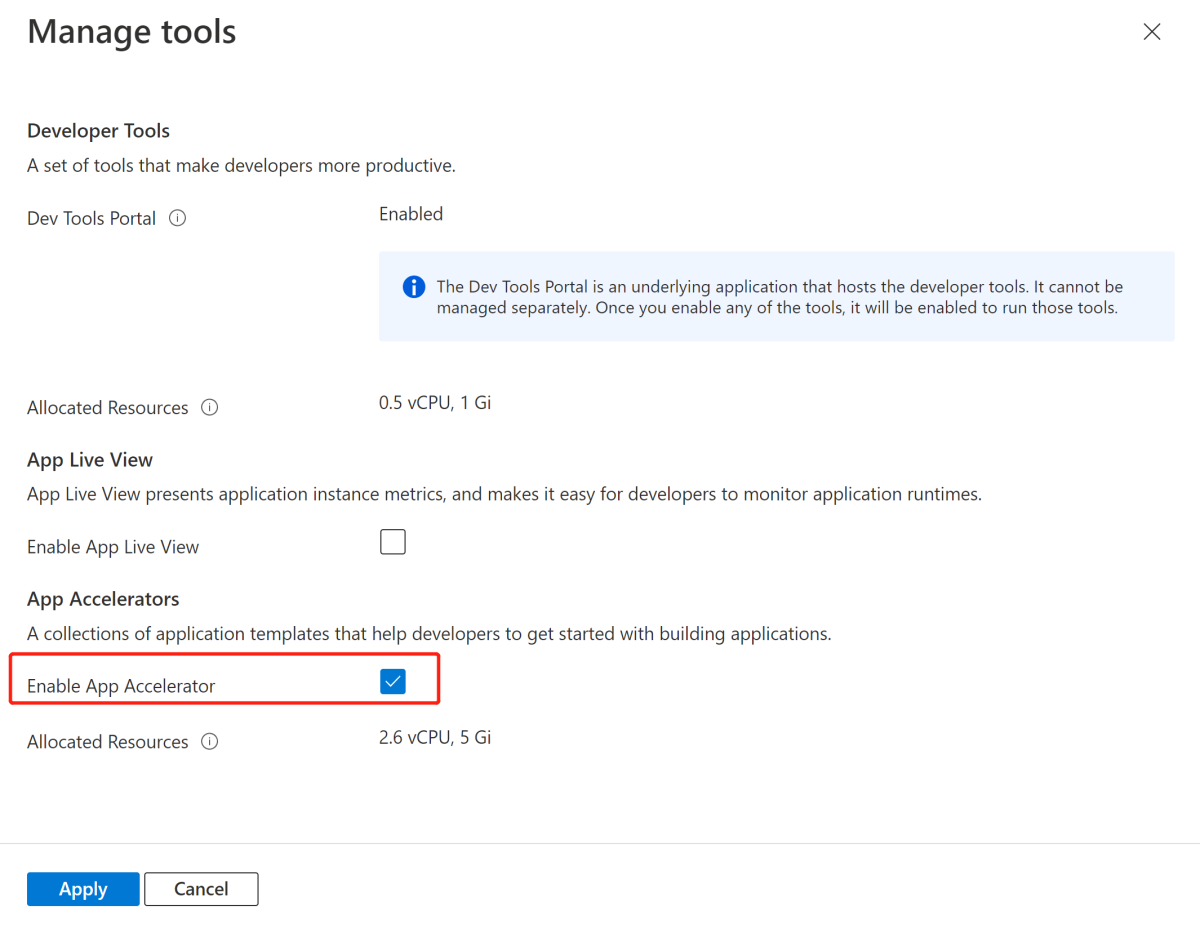 Manage tools
Developer Tools
A set of tools that make developers more productive.
Dev Tools Portal
Enabled
The Dev Tools Portal is an underlying application that hosts the developer tools. It cannot be
managed separately. Once you enable any of the tools, it will be enabled to run those tools.
Allocated Resources
0.5 vCPU, 1 Gi
App Live View
App Live View presents application instance metrics, and makes it easy for developers to monitor application runtimes.
Enable App Live View
App Accelerators
A collections of application templates that help developers to get started with building applications.
Enable App Accelerator
Allocated Resources
2.6 vCPU, 5 Gi
Apply
Cancel